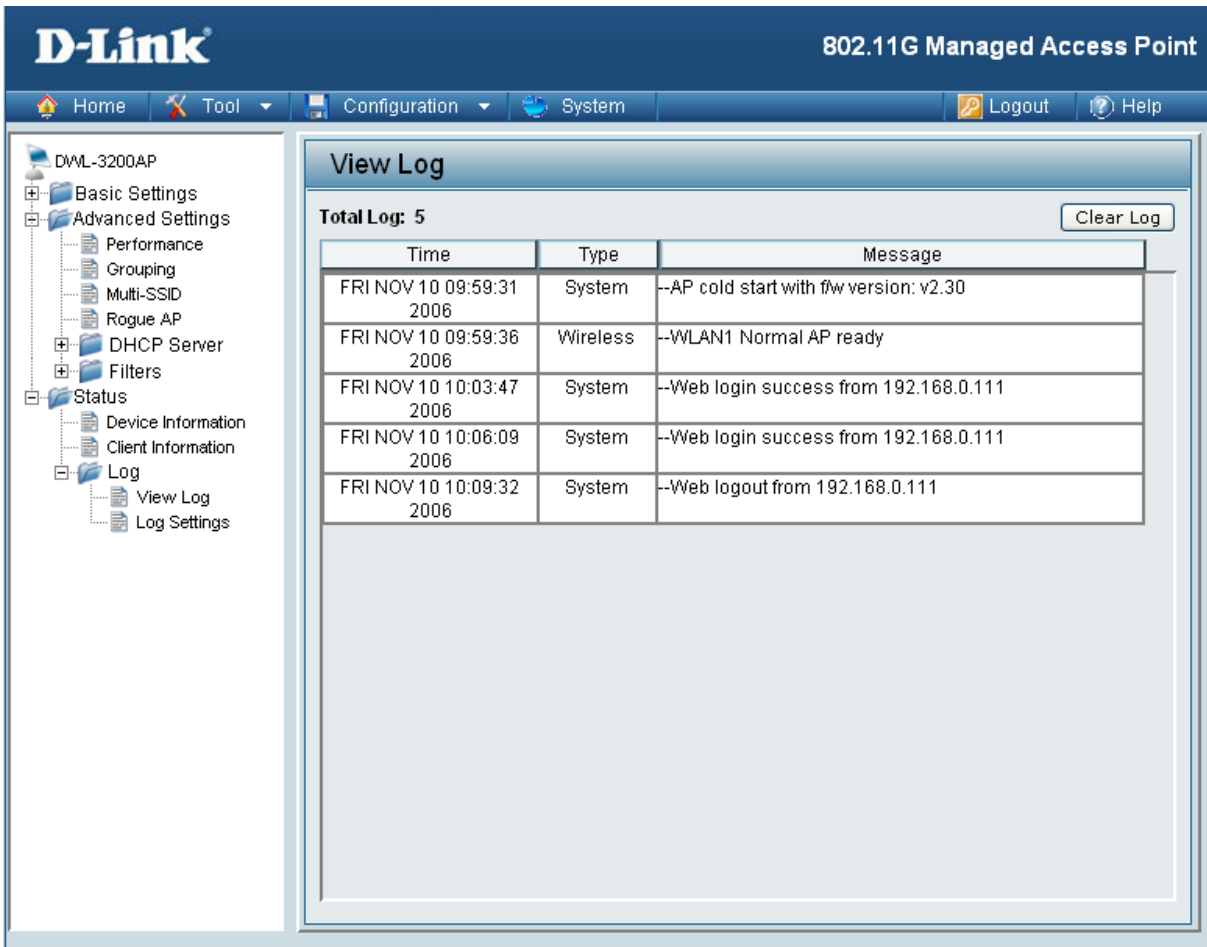 D-Link®
802.11G Managed Access Point
Home Tool Configuration System Logout Help
DWL-3200AP
Basic Settings
Advanced Settings
Performance
Grouping
Multi-SSID
Rogue AP
DHCP Server
Filters
Status
Device Information
Client Information
Log
View Log
Log Settings
View Log
Total Log: 5
Clear Log
Time Type Message
FRI NOV 10 09:59:31 System --AP cold start with f/w version: v2.30
2006
FRI NOV 10 09:59:36 Wireless --WLAN1 Normal AP ready
2006
FRI NOV 10 10:03:47 System --Web login success from 192.168.0.111
2006
FRI NOV 10 10:06:09 System --Web login success from 192.168.0.111
2006
FRI NOV 10 10:09:32 System --Web logout from 192.168.0.111
2006